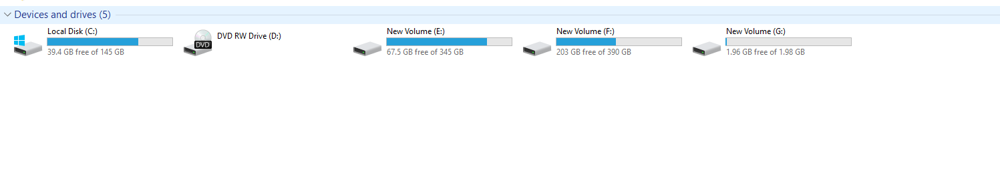 Devices and drives (5)
Local Disk (C:)
39.4 GB free of 145 GB
DVD
DVD RW Drive (D:)
New Volume (E:)
67.5 GB free of 345 GB
New Volume (F:)
203 GB free of 390 GB
New Volume (G:)
1.96 GB free of 1.98 GB